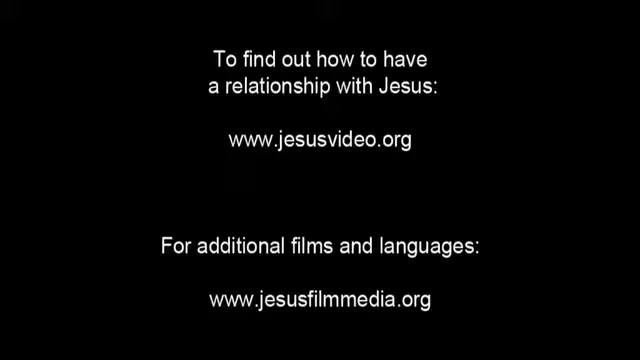 To find out how to have
a relationship with Jesus:
www.jesusvideo.org
For additional films and languages:
www.jesusfilmmedia.org